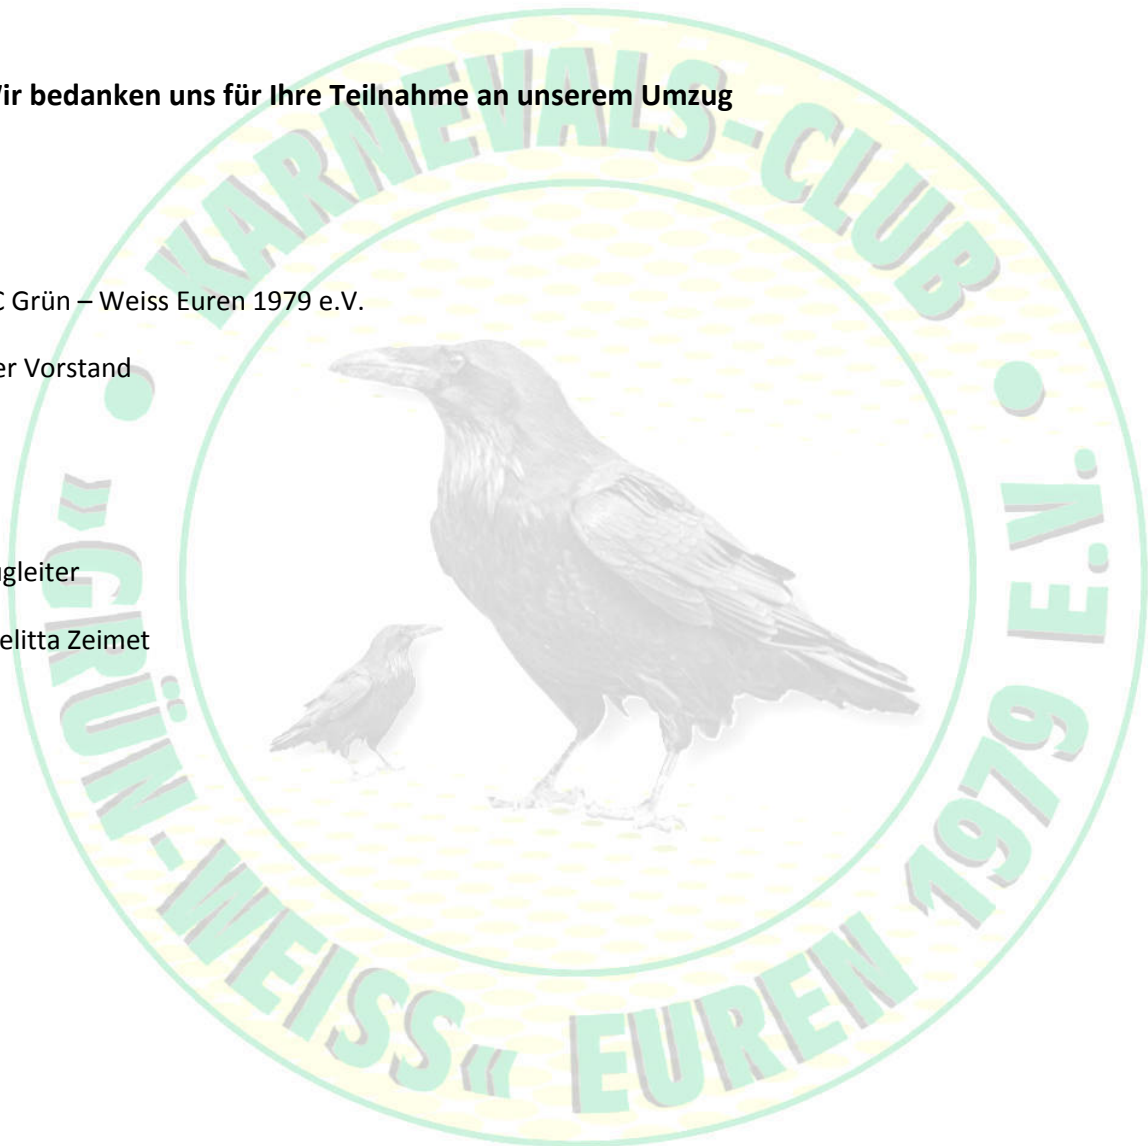 ir bedanken uns für Ihre Teilnahme an unserem Umzug
KARNEVALS-CLUB
Grün – Weiss Euren 1979 e.V.
er Vorstand
gleiter
elitta Zeimet
»GRÜN-WEISS« EUREN 1979 E.V.